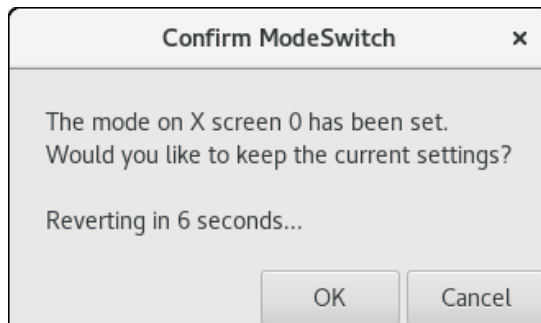 Confirm ModeSwitch ×
The mode on X screen 0 has been set.
Would you like to keep the current settings?
Reverting in 6 seconds...
OK Cancel